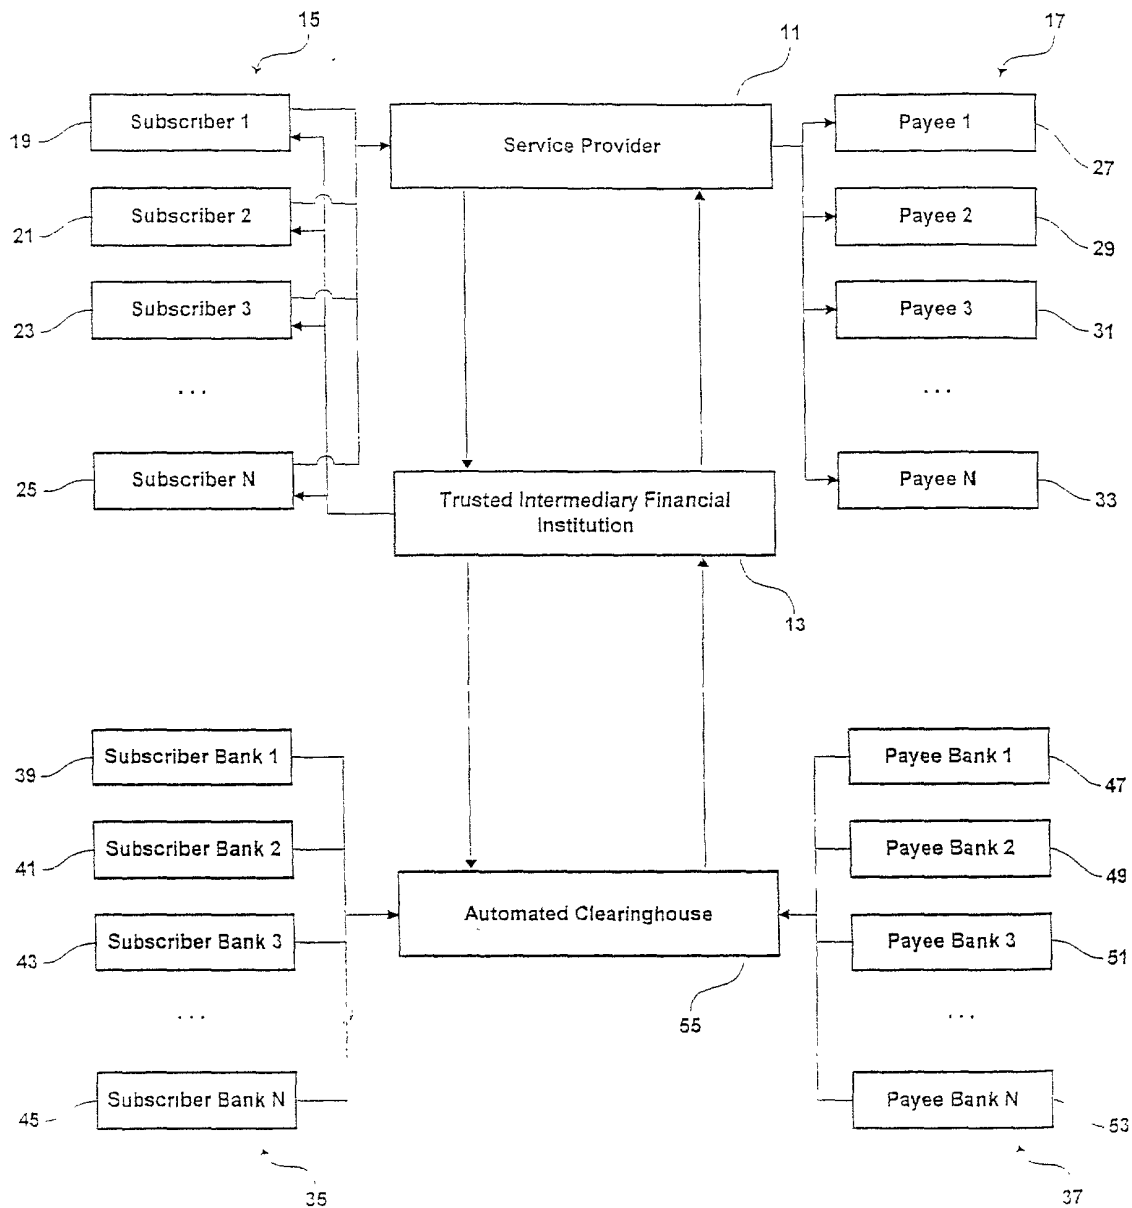 15
11
17
Subscriber 1
Service Provider
Payee 1
19
27
Subscriber 2
Payee 2
21
29
Subscriber 3
Payee 3
23
31
...
...
Subscriber N
Trusted Intermediary Financial
Institution
Payee N
25
33
13
Subscriber Bank 1
Payee Bank 1
39
47
Subscriber Bank 2
Payee Bank 2
41
49
Subscriber Bank 3
Automated Clearinghouse
Payee Bank 3
43
51
...
...
55
Subscriber Bank N
Payee Bank N
45
53
35
37